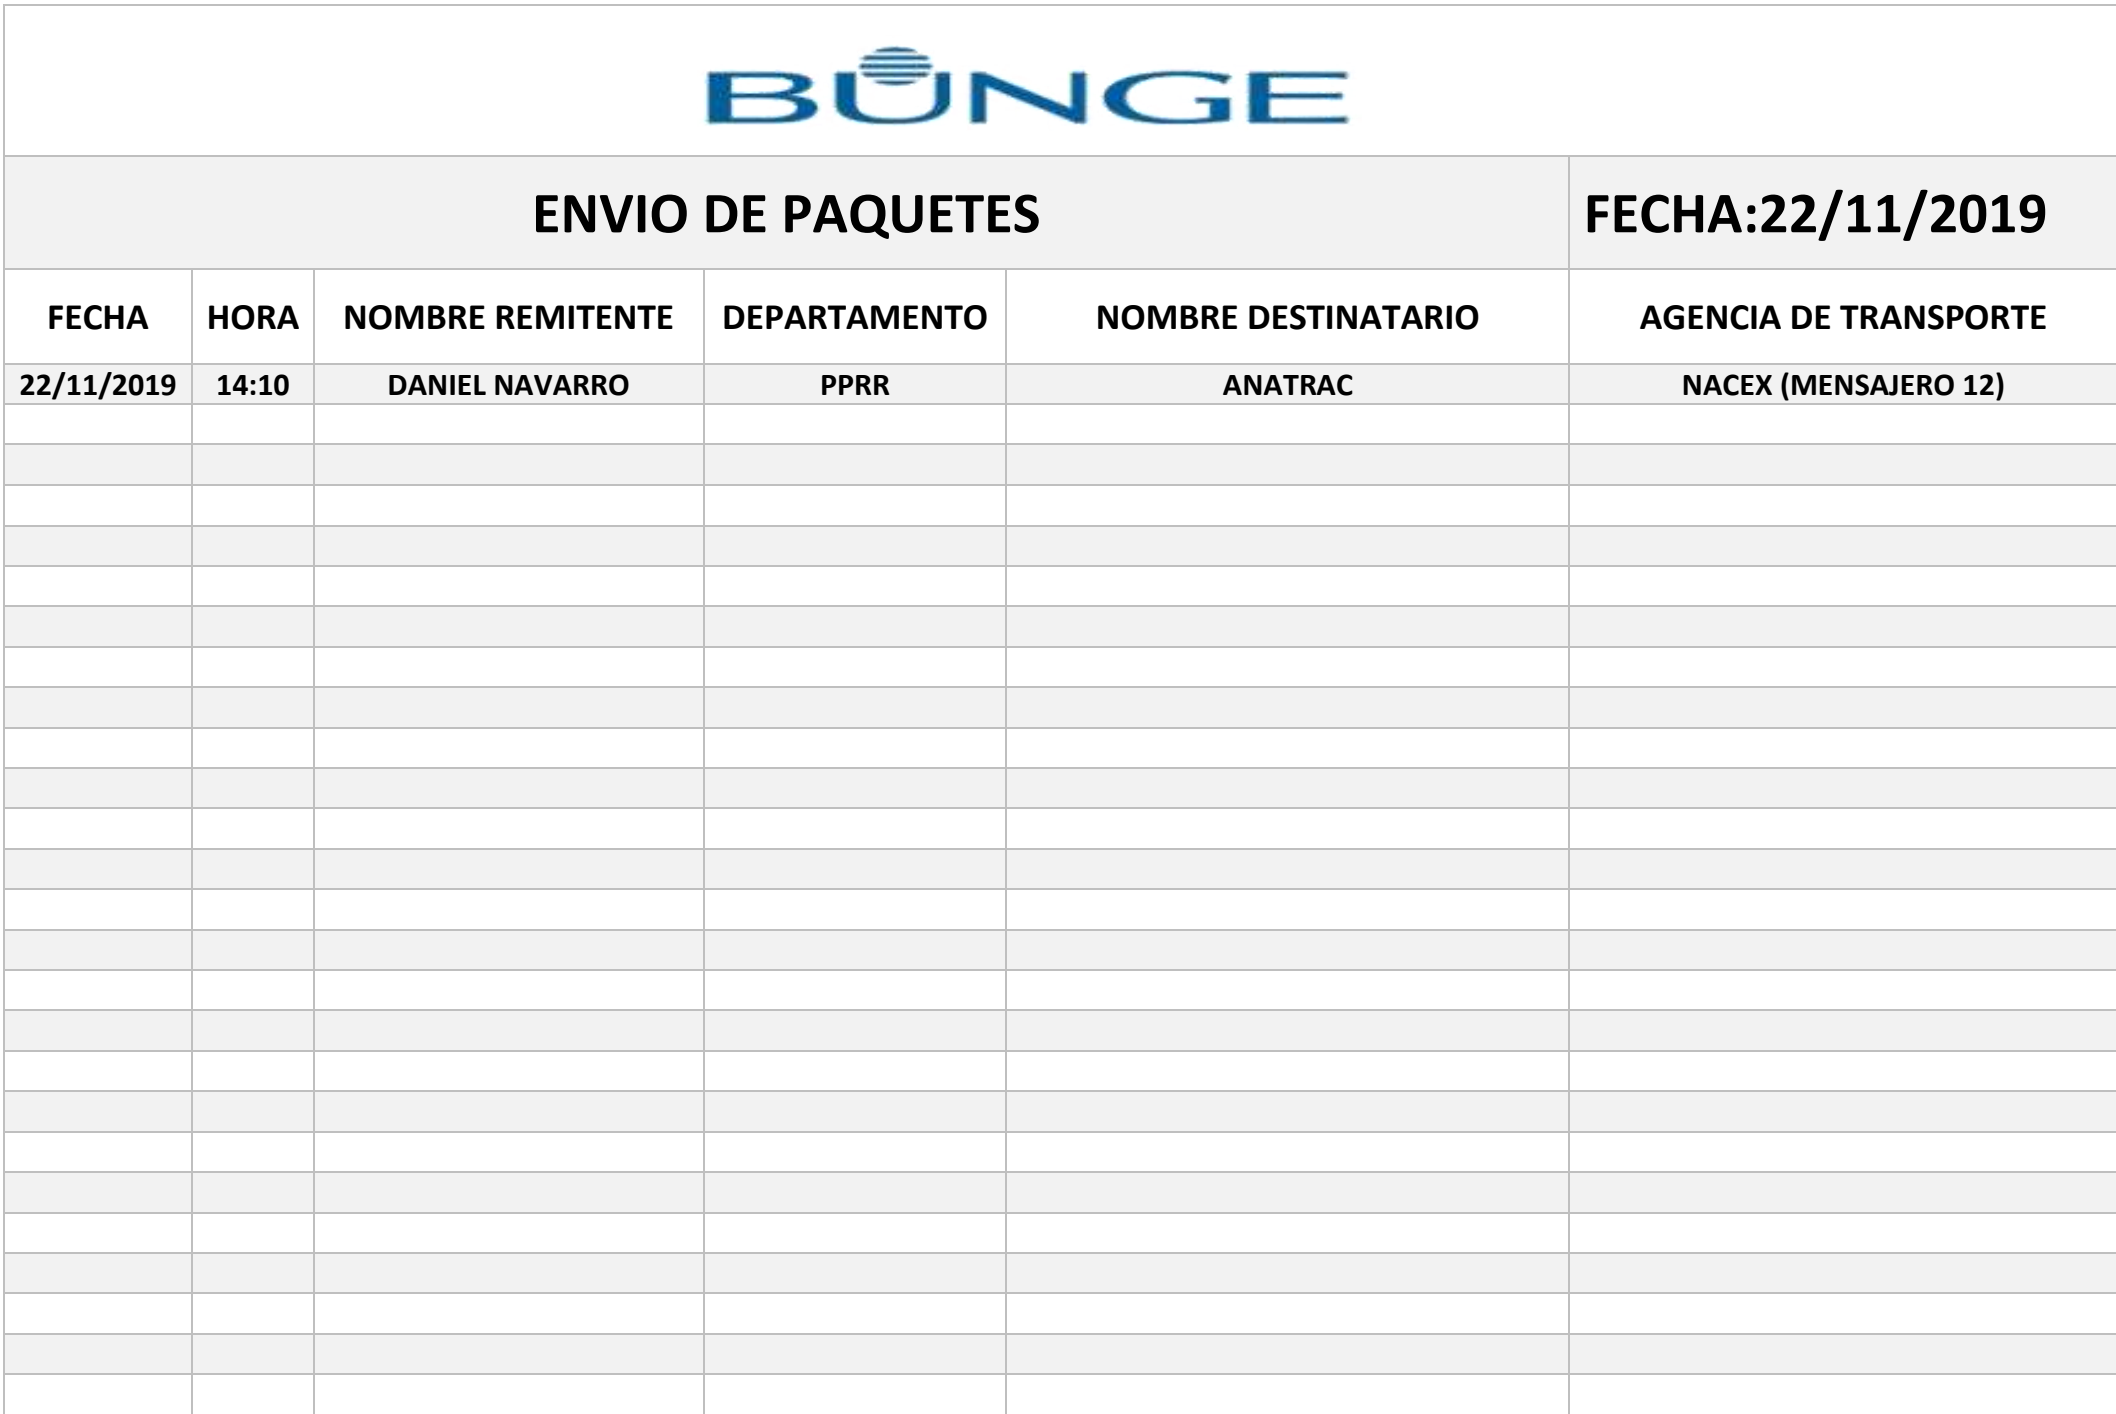 BUNGE
ENVIO DE PAQUETES FECHA:22/11/2019
FECHA HORA NOMBRE REMITENTE DEPARTAMENTO NOMBRE DESTINATARIO AGENCIA DE TRANSPORTE
22/11/2019 14:10 DANIEL NAVARRO PPRR ANATRAC NACEX (MENSAJERO 12)